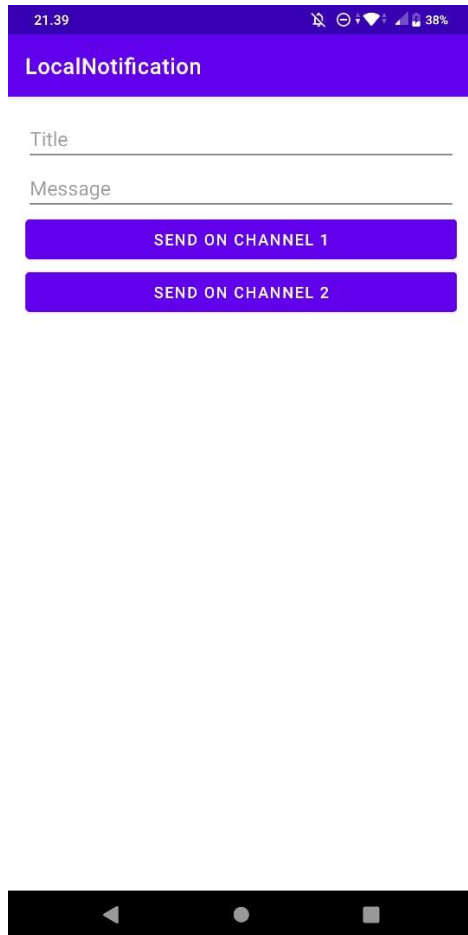 21.39 38%
LocalNotification
Title
Message
SEND ON CHANNEL 1
SEND ON CHANNEL 2